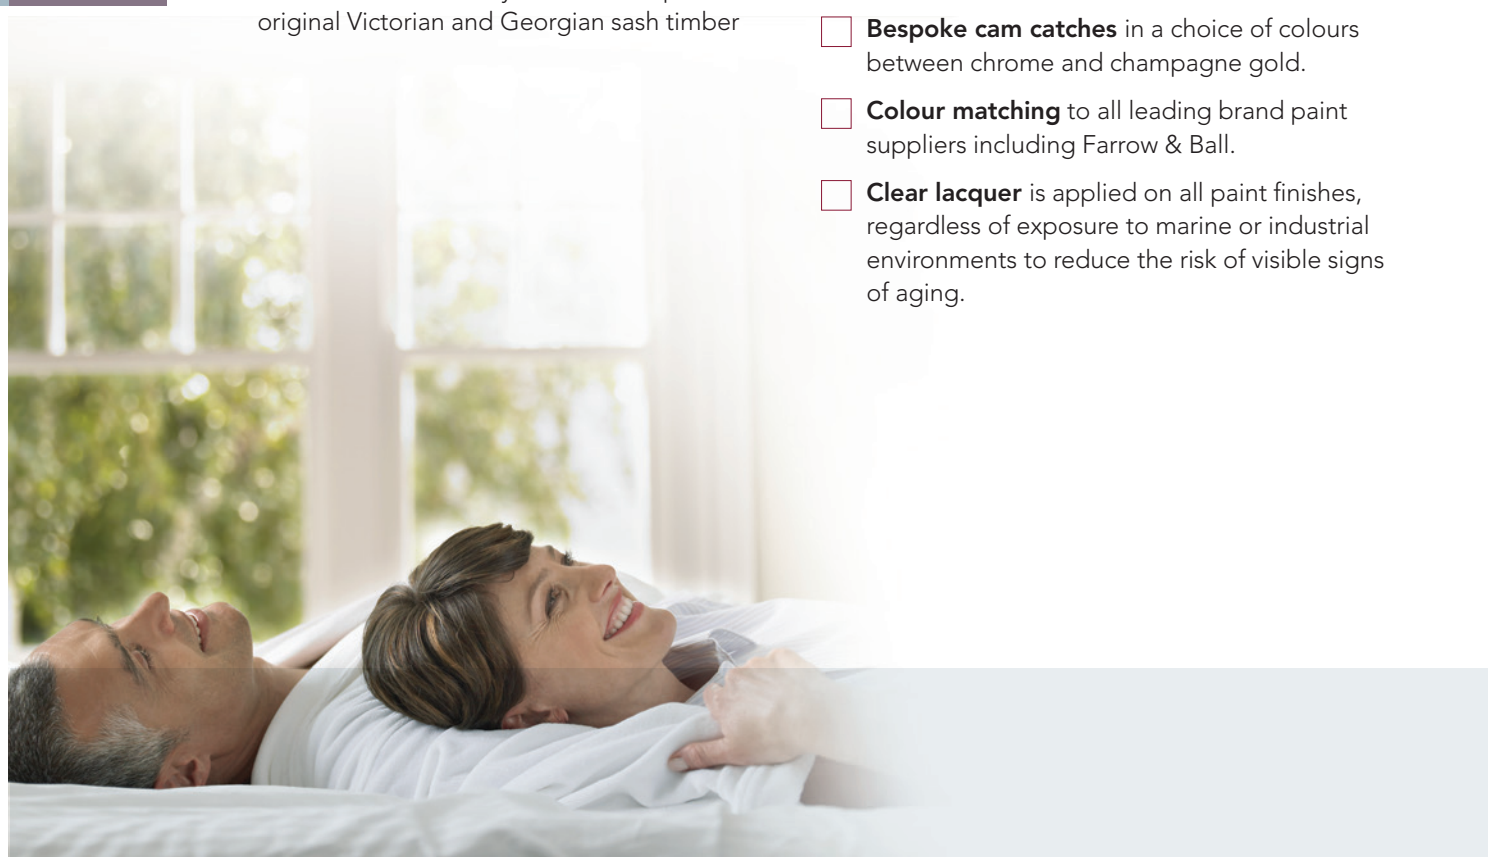 original Victorian and Georgian sash timber
Bespoke cam catches in a choice of colours
between chrome and champagne gold.
Colour matching to all leading brand paint
suppliers including Farrow & Ball.
Clear lacquer is applied on all paint finishes,
regardless of exposure to marine or industrial
environments to reduce the risk of visible signs
of aging.